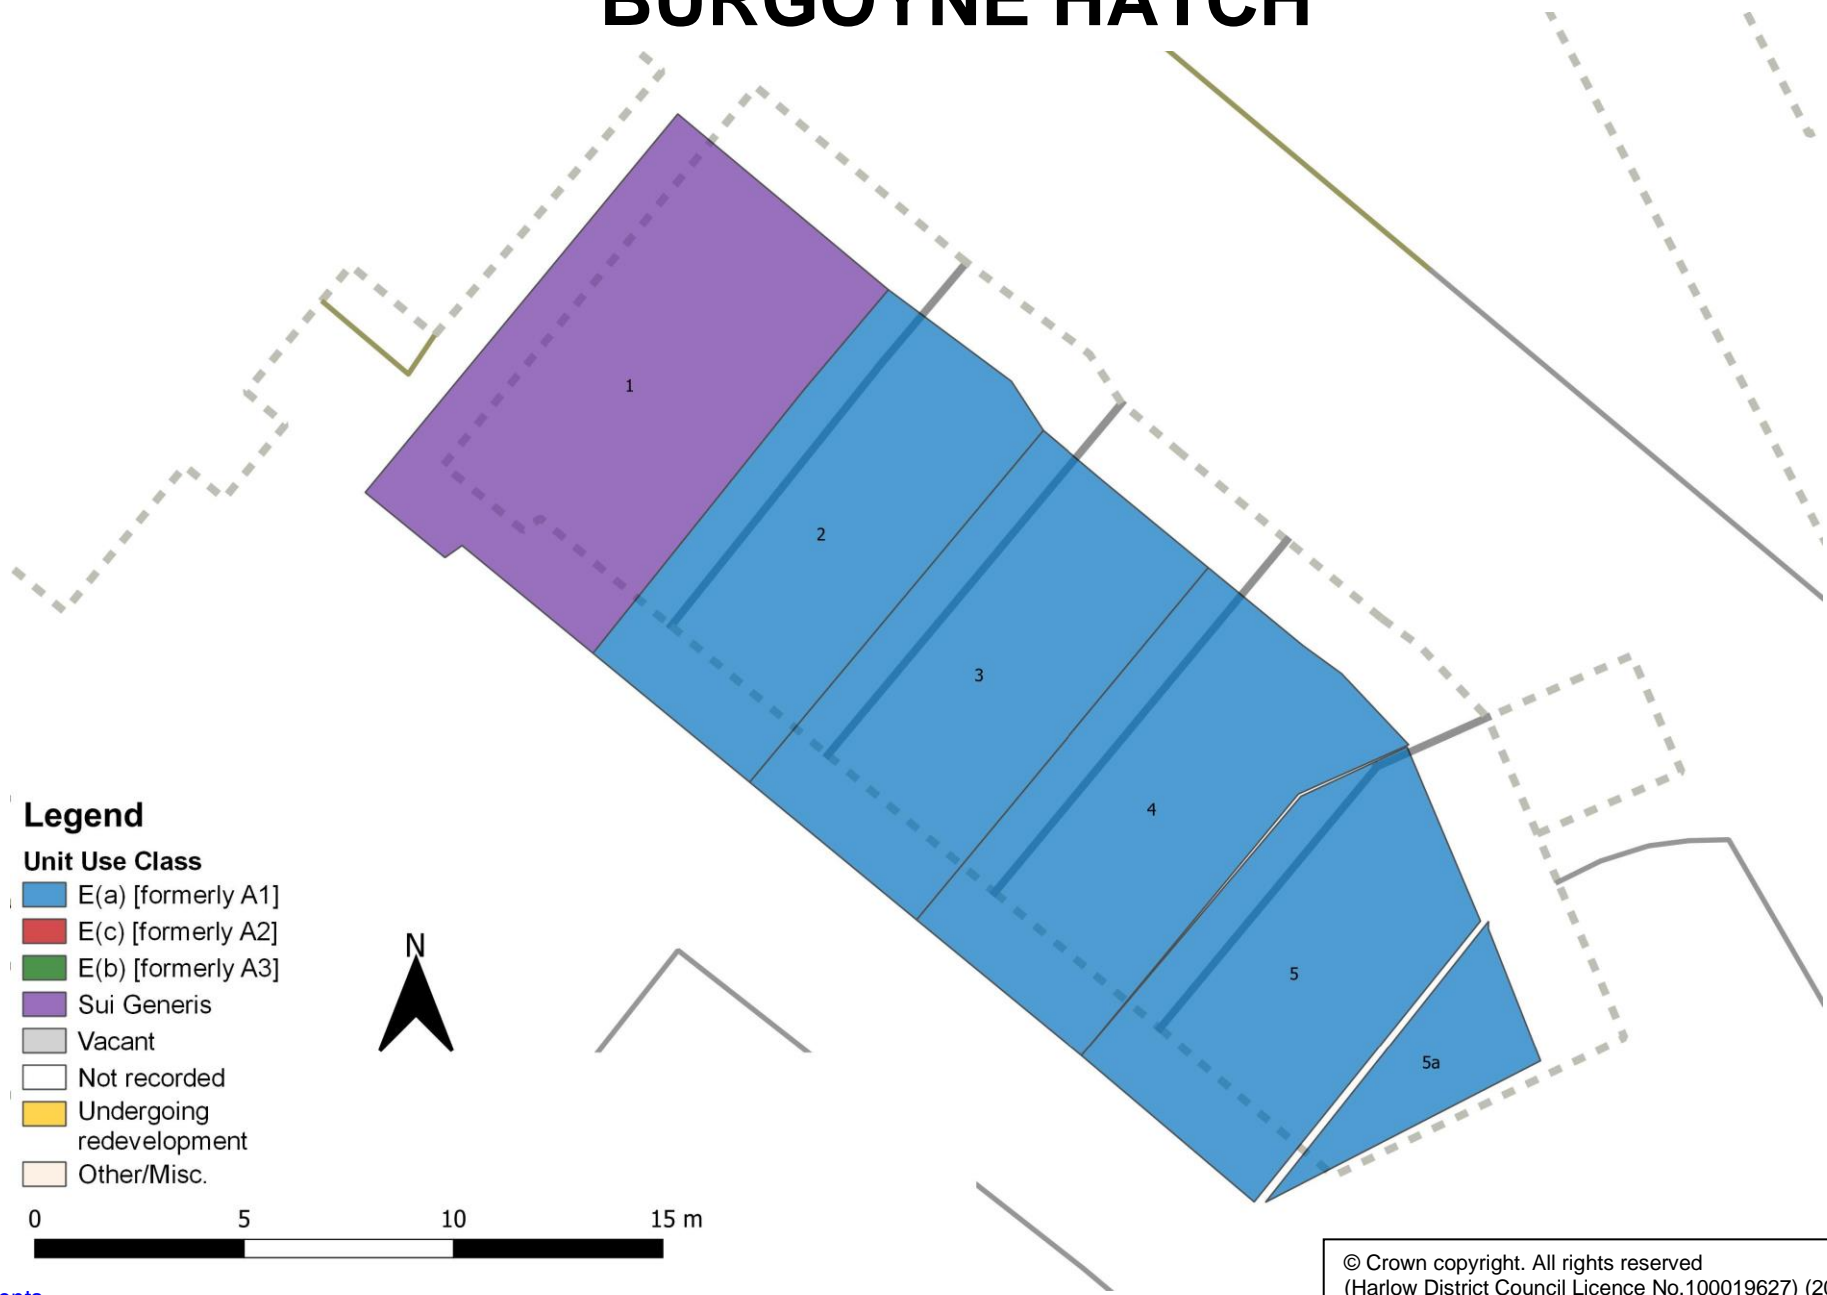 BURGOYNE HATCH
1
2
3
4
5
5a
Legend
Unit Use Class
E(a) [formerly A1]
E(c) [formerly A2]
E(b) [formerly A3]
Sui Generis
Vacant
Not recorded
Undergoing
redevelopment
Other/Misc.
N
0 5 10 15 m
© Crown copyright. All rights reserved
(Harlow District Council Licence No.100019627)